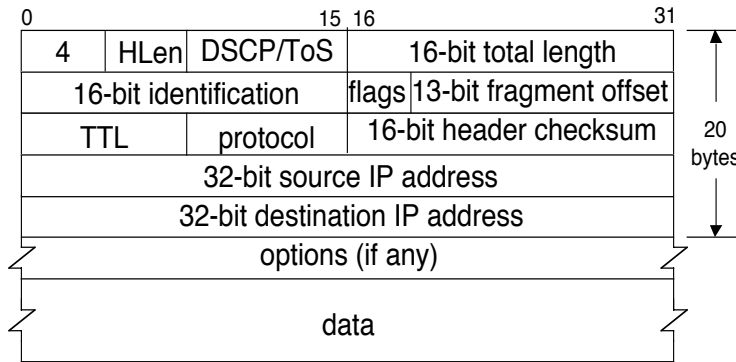 0 15 16 31
4 HLen DSCP/ToS 16-bit total length
16-bit identification flags 13-bit fragment offset
TTL protocol 16-bit header checksum
20
bytes
32-bit source IP address
32-bit destination IP address
options (if any)
data